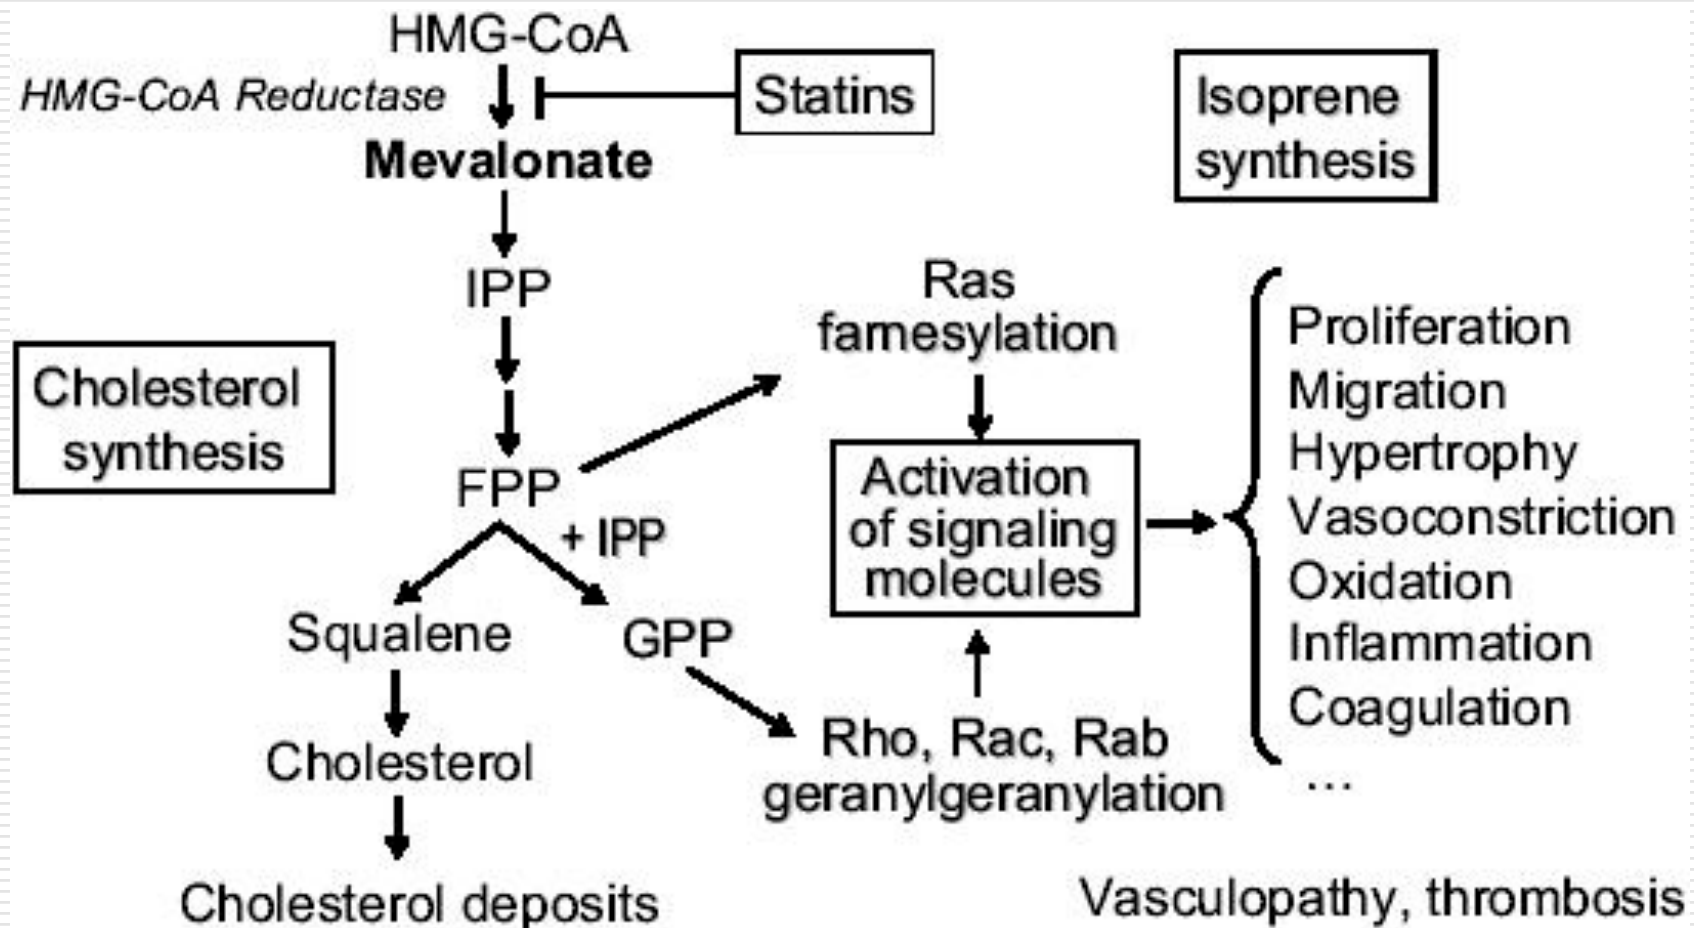 HMG-CoA
HMG-CoA Reductase
Statins
Isoprene
synthesis
Mevalonate
IPP
Ras
farnesylation
Proliferation
Migration
Hypertrophy
Vasoconstriction
Oxidation
Inflammation
Coagulation
...
Cholesterol
synthesis
FPP
+ IPP
Activation
of signaling
molecules
Squalene
GPP
Rho, Rac, Rab
geranylgeranylation
Cholesterol
Cholesterol deposits
Vasculopathy, thrombosis